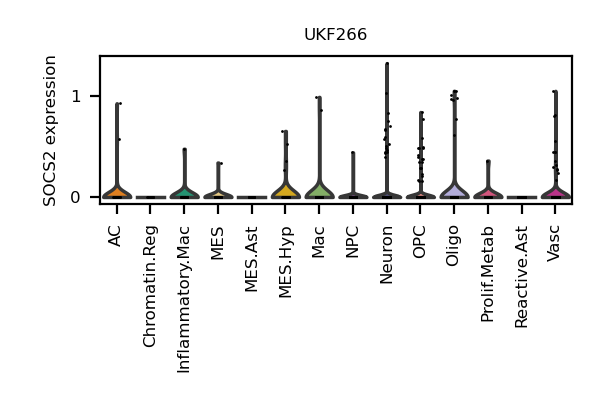 UKF266
SOCS2 expression
1
0
AC
Chromatin.Reg
Inflammatory.Mac
MES
MES.Ast
MES.Hyp
Mac
NPC
Neuron
OPC
Oligo
Prolif.Metab
Reactive.Ast
Vasc